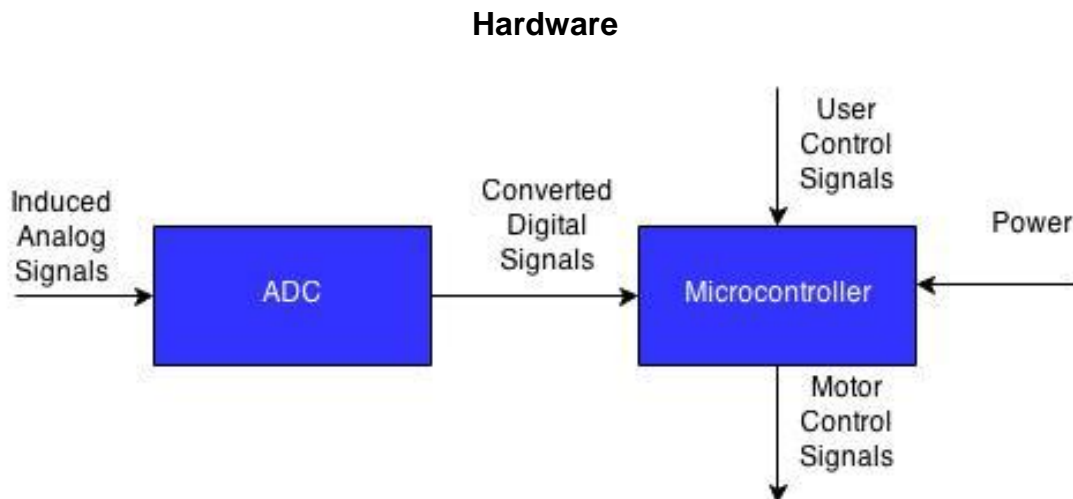 Hardware
User
Control
Signals
Induced
Analog
Signals
Converted
Digital
Signals
Power
ADC
Microcontroller
Motor
Control
Signals